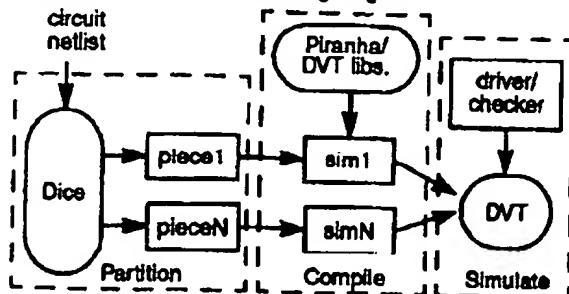 circuit
netlist
Dice
piece1
pieceN
Partition
Piranha/
DVT libs.
sim1
simN
Compile
driver/
checker
DVT
Simulate